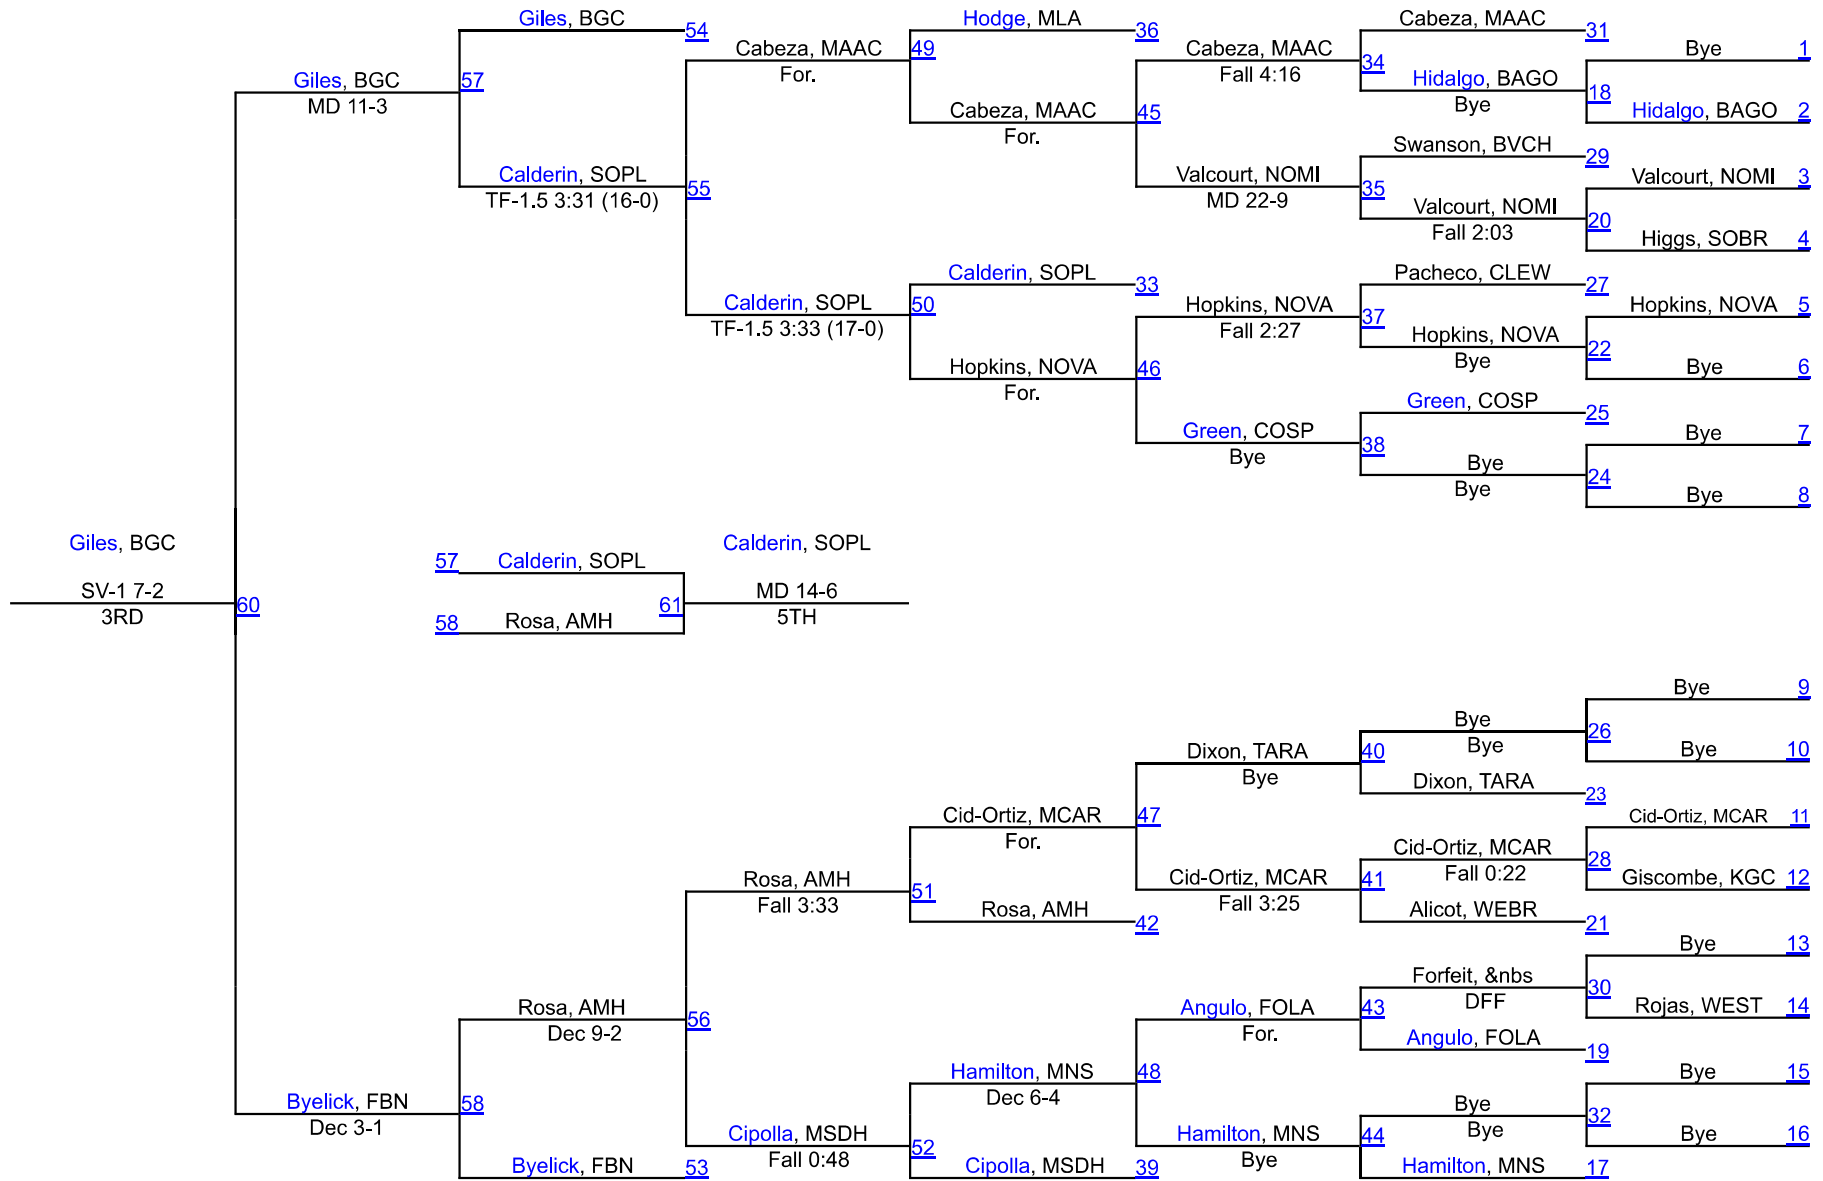 Giles, BGC
54
Hodge, MLA
36
Cabeza, MAAC
31
Bye
1
Cabeza, MAAC
For.
49
Cabeza, MAAC
Fall 4:16
34
Hidalgo, BAGO
Bye
18
Hidalgo, BAGO
2
Giles, BGC
MD 11-3
57
Cabeza, MAAC
For.
45
Swanson, BVCH
29
Valcourt, NOMI
3
Calderin, SOPL
TF-1.5 3:31 (16-0)
55
Valcourt, NOMI
MD 22-9
35
Valcourt, NOMI
Fall 2:03
20
Higgs, SOBR
4
Calderin, SOPL
33
Pacheco, CLEW
27
Hopkins, NOVA
5
Calderin, SOPL
TF-1.5 3:33 (17-0)
50
Hopkins, NOVA
Fall 2:27
37
Hopkins, NOVA
Bye
22
Bye
6
Hopkins, NOVA
For.
46
Green, COSP
25
Bye
7
Green, COSP
Bye
38
Bye
Bye
24
Bye
8
Giles, BGC
SV-1 7-2
3RD
60
57
Calderin, SOPL
58
Rosa, AMH
61
Calderin, SOPL
MD 14-6
5TH
Bye
9
Bye
Bye
26
Bye
10
Dixon, TARA
Bye
40
Dixon, TARA
23
Cid-Ortiz, MCAR
For.
47
Cid-Ortiz, MCAR
11
Cid-Ortiz, MCAR
Fall 0:22
28
Giscombe, KGC
12
Rosa, AMH
Fall 3:33
51
Cid-Ortiz, MCAR
Fall 3:25
41
Alicot, WEBR
21
Rosa, AMH
42
Bye
13
Forfeit, &nbs
DFF
30
Rojas, WEST
14
Rosa, AMH
Dec 9-2
56
Angulo, FOLA
For.
43
Angulo, FOLA
19
Hamilton, MNS
Dec 6-4
48
Bye
15
Byelick, FBN
Dec 3-1
58
Bye
Bye
32
Bye
16
Cipolla, MSDH
Fall 0:48
52
Hamilton, MNS
Bye
44
Byelick, FBN
53
Cipolla, MSDH
39
Hamilton, MNS
17